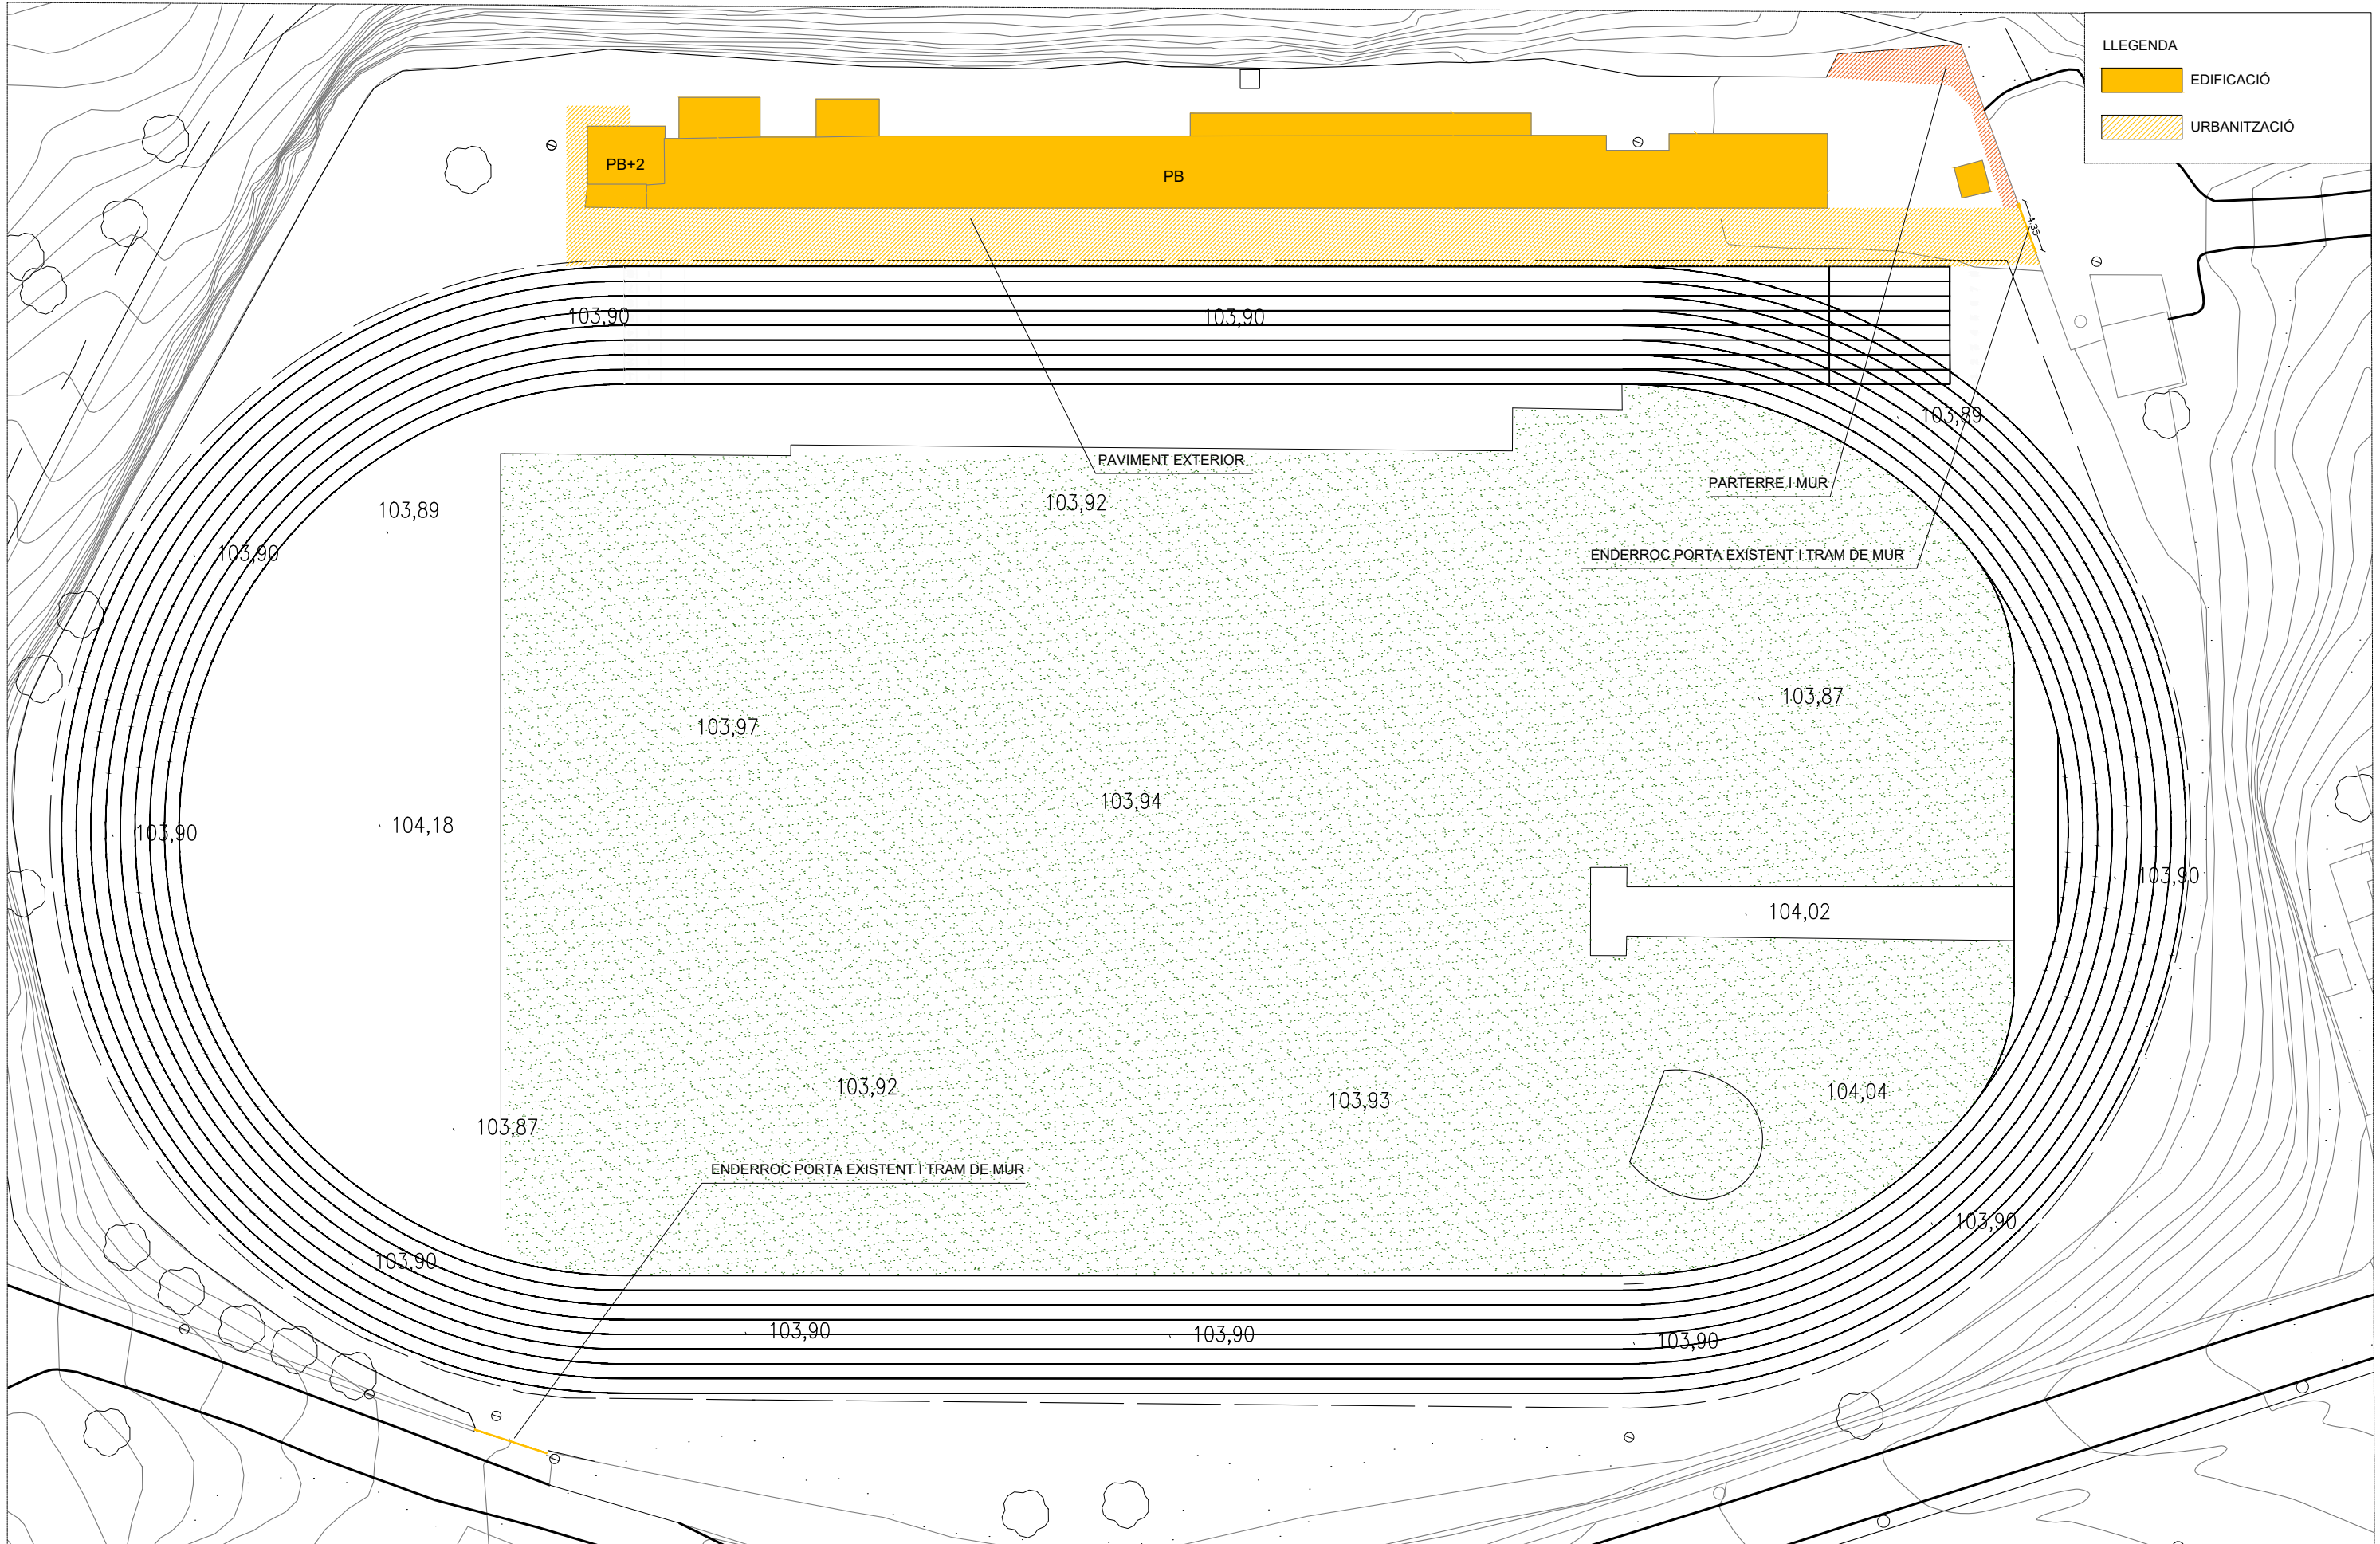 LLEGENDA
EDIFICACIÓ
URBANITZACIÓ
PB+2
PB
4,35
103,90
103,90
103,89
PAVIMENT EXTERIOR
PARTERRE I MUR
103,92
103,89
103,90
ENDERROC PORTA EXISTENT I TRAM DE MUR
103,87
103,97
103,94
104,18
103,90
103,90
104,02
103,92
104,04
103,93
103,87
ENDERROC PORTA EXISTENT I TRAM DE MUR
103,90
103,90
103,90
103,90
103,90